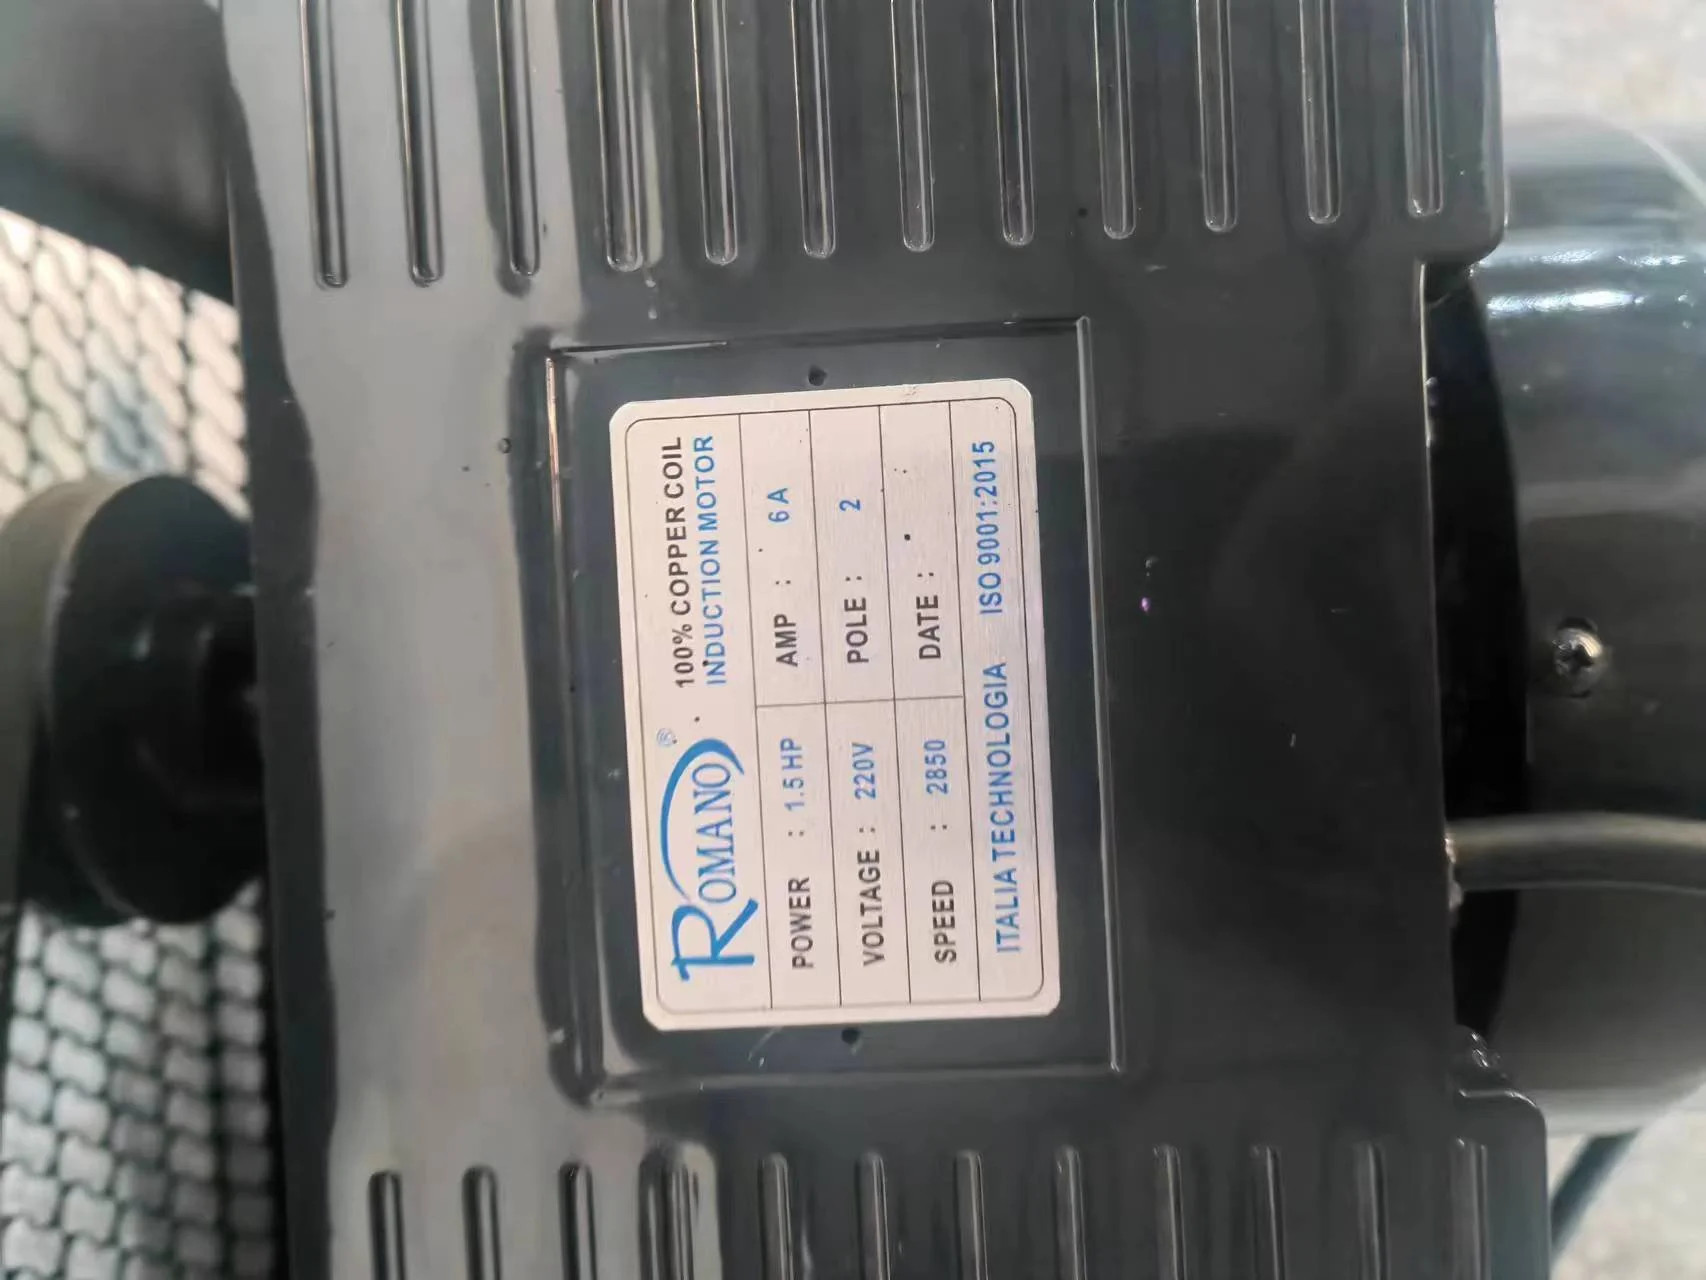 ROMANO®
100% COPPER COIL
INDUCTION MOTOR
POWER : 1.5 HP AMP : 6 A
VOLTAGE : 220V POLE : 2
SPEED : 2850 DATE :
ITALIA TECHNOLOGIA ISO 9001:2015